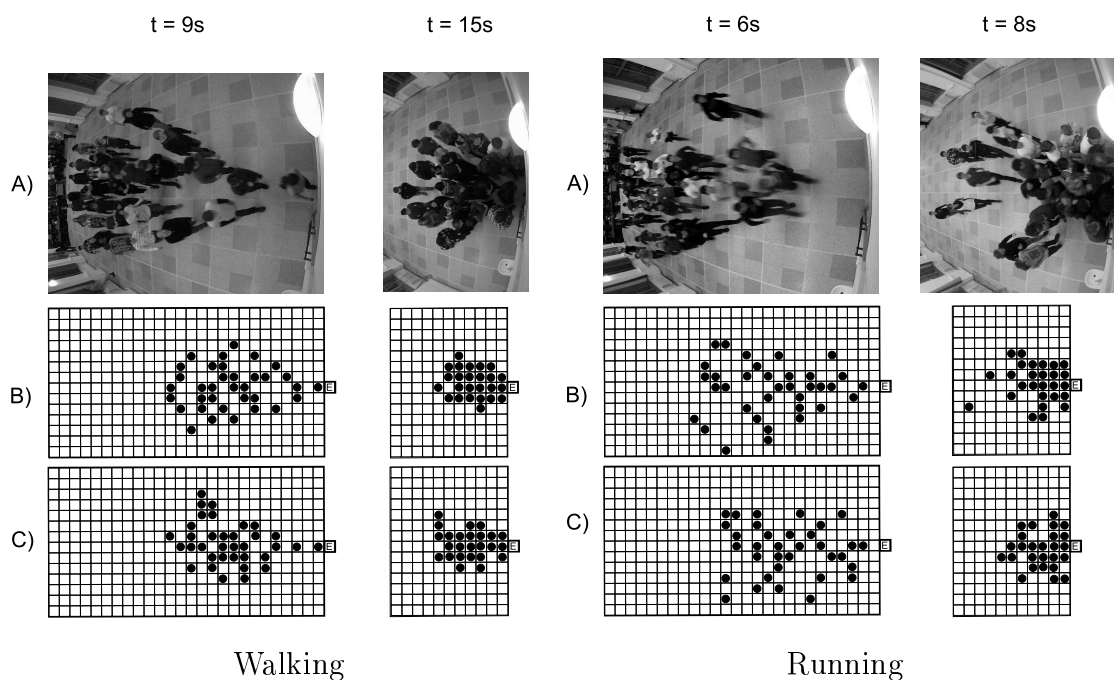 t = 9s
t = 15s
t = 6s
t = 8s
A)
A)
B)
E
E
B)
E
E
C)
E
E
C)
E
E
Walking
Running